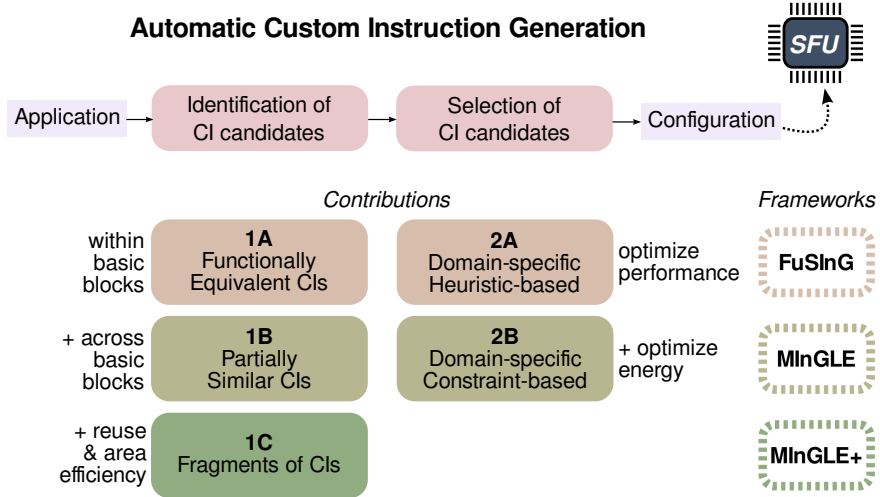 Automatic Custom Instruction Generation
SFU
Application
Identification of
CI candidates
Selection of
CI candidates
Configuration
Contributions
Frameworks
within
basic
blocks
1A
Functionally
Equivalent CIs
2A
Domain-specific
Heuristic-based
optimize
performance
FuSInG
+ across
basic
blocks
1B
Partially
Similar CIs
2B
Domain-specific
Constraint-based
+ optimize
energy
MInGLE
+ reuse
& area
efficiency
1C
Fragments of CIs
MInGLE+